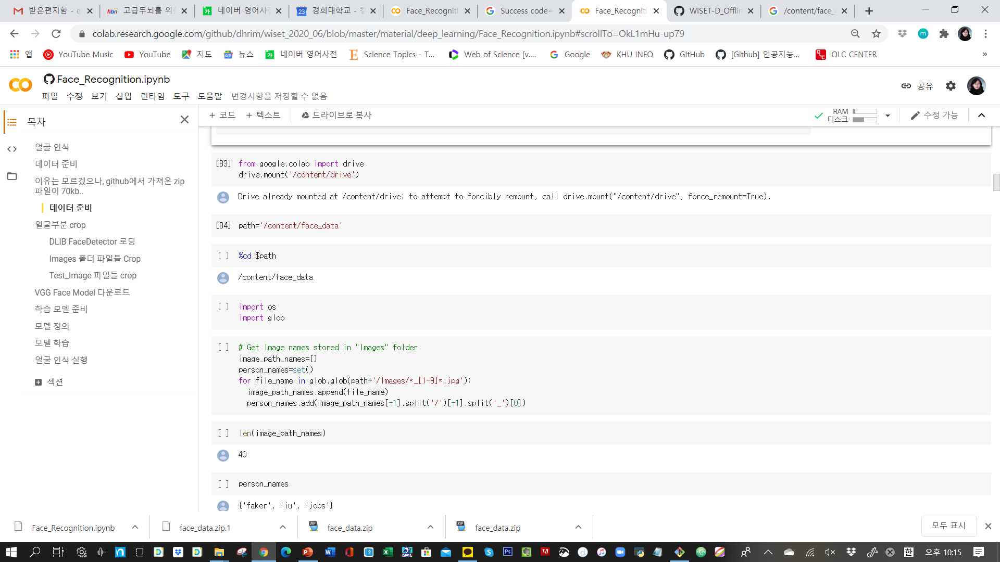 받은편지함 - e
고급두뇌를 위한
네이버 영어사전
경희대학교 - 캘
Face_Recogniti
Success code=
Face_Recogniti
WISET-D_Offlin
/content/face_
colab.research.google.com/github/dhrim/wiset_2020_06/blob/master/material/deep_learning/Face_Recognition.ipynb#scrollTo=OkL1mHu-up79
앱 YouTube Music YouTube 지도 뉴스 네이버 영어사전 Science Topics - T... Web of Science [v.... Google KHU INFO GitHub [Github] 인공지능... OLC CENTER »
Face_Recognition.ipynb
파일 수정 보기 삽입 런타임 도구 도움말 변경사항을 저장할 수 없음
공유
목차
+ 코드 + 텍스트 드라이브로 복사
RAM
디스크
수정 가능
얼굴 인식
데이터 준비
이유는 모르겠으나, github에서 가져온 zip
파일이 70kb..
데이터 준비
얼굴부분 crop
DLIB FaceDetector 로딩
Images 폴더 파일들 Crop
Test_Image 파일들 crop
VGG Face Model 다운로드
학습 모델 준비
모델 정의
모델 학습
얼굴 인식 실행
섹션
[83] from google.colab import drive
drive.mount('/content/drive')
Drive already mounted at /content/drive; to attempt to forcibly remount, call drive.mount("/content/drive", force_remount=True).
[84] path='/content/face_data'
[ ] %cd $path
/content/face_data
[ ] import os
import glob
[ ] # Get Image names stored in "Images" folder
image_path_names=[]
person_names=set()
for file_name in glob.glob(path+'/Images/*_[1-9]*.jpg'):
image_path_names.append(file_name)
person_names.add(image_path_names[-1].split('/')[-1].split('_')[0])
[ ] len(image_path_names)
40
[ ] person_names
{'faker', 'iu', 'jobs'}
Face_Recognition.ipynb
face_data.zip.1
face_data.zip
face_data.zip
모두 표시
한
오후 10:15